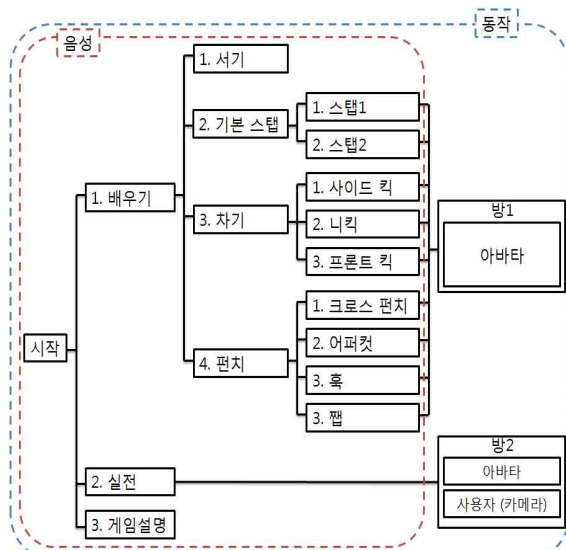 동작
음성
1. 서기
2. 기본 스탭
1. 스탭1
2. 스탭2
1. 배우기
3. 차기
1. 사이드 킥
2. 니킥
3. 프론트 킥
방1
아바타
1. 크로스 펀치
2. 어퍼컷
시작
4. 펀치
3. 훅
3. 쨉
방2
2. 실전
아바타
사용자 (카메라)
3. 게임설명